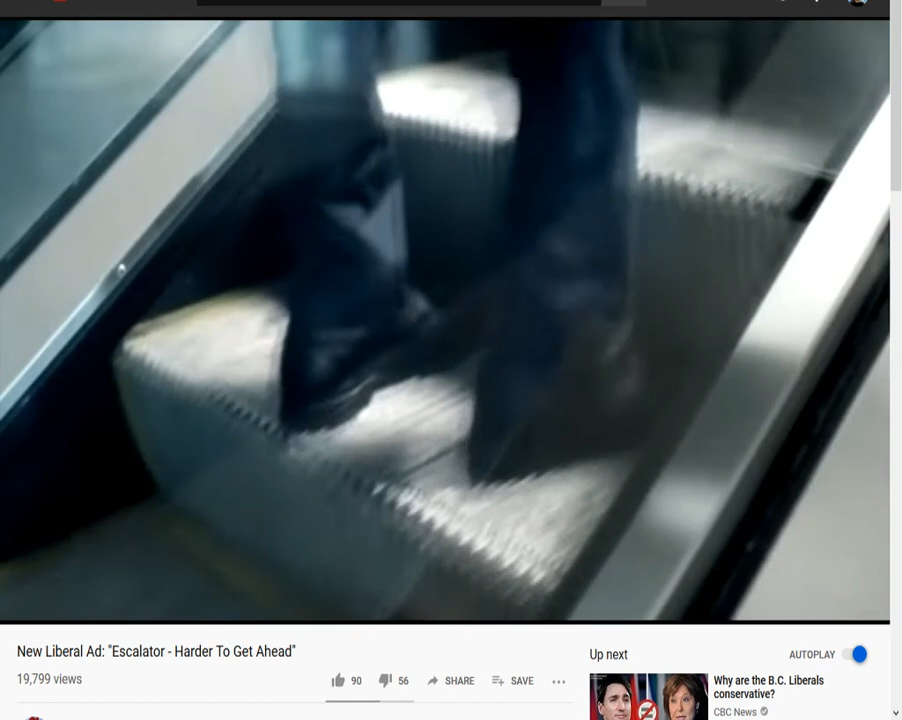 New Liberal Ad: "Escalator - Harder To Get Ahead"
19,799 views
90
56
SHARE
SAVE
Up next
AUTOPLAY
Why are the B.C. Liberals
conservative?
CBC News